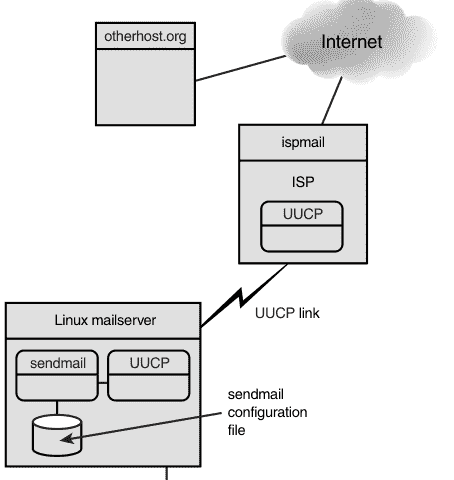 otherhost.org
Internet
ispmail
ISP
UUCP
UUCP link
Linux mailserver
sendmail
UUCP
sendmail
configuration
file